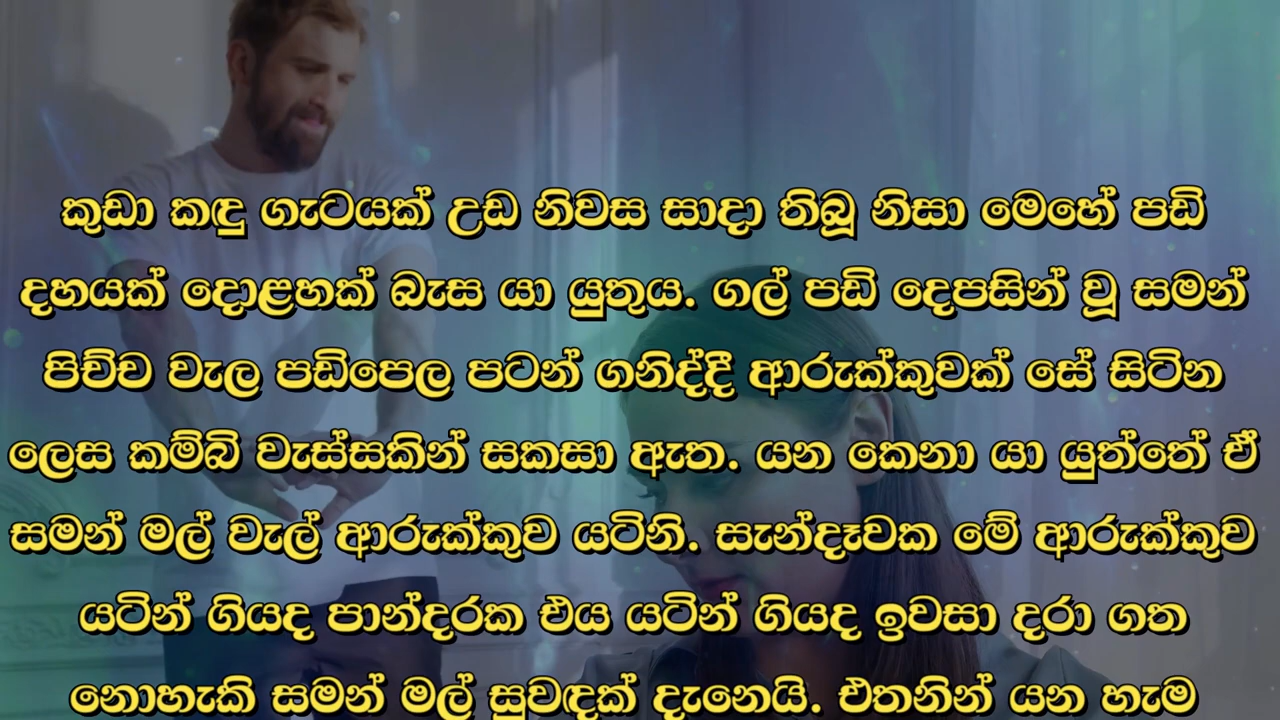 කුඩා කඳු ගැටයක් උඩ නිවස සාදා තිබූ නිසා මෙහේ පඩි
දහයක් දොළහක් බැස යා යුතුය. ගල් පඩි දෙපසින් වූ සමන්
පිච්ච වැල පඩිපෙල පටන් ගනිද්දී ආරුක්කුවක් සේ සිටින
ලෙස කම්බි වැස්සකින් සකසා ඇත. යන කෙනා යා යුත්තේ ඒ
සමන් මල් වැල් ආරුක්කුව යටිනි. සැන්දෑවක මේ ආරුක්කුව
යටින් ගියද පාන්දරක එය යටින් ගියද ඉවසා දරා ගත
නොහැකි සමන් මල් සුවඳක් දැනෙයි. එතනින් යන හැම